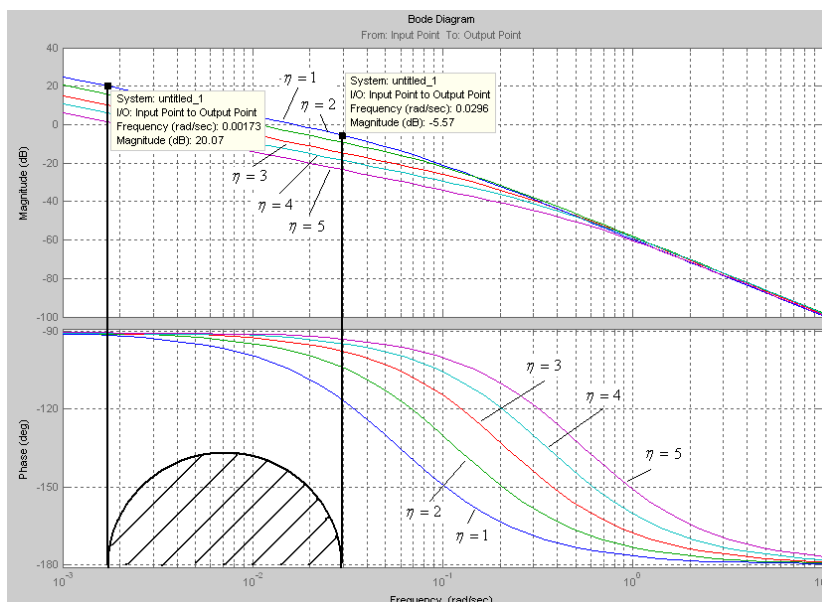 Bode Diagram
From: Input Point To: Output Point
Magnitude (dB)
40
20
0
-20
-40
-60
-80
-100
System: untitled_1
I/O: Input Point to Output Point
Frequency (rad/sec): 0.00173
Magnitude (dB): 20.07
System: untitled_1
I/O: Input Point to Output Point
Frequency (rad/sec): 0.0296
Magnitude (dB): -5.57
η = 1
η = 2
η = 3
η = 4
η = 5
Phase (deg)
-90
-120
-150
-180
η = 3
η = 4
η = 5
η = 2
η = 1
10^-3
10^-2
10^-1
10^0
Frequency (rad/sec)